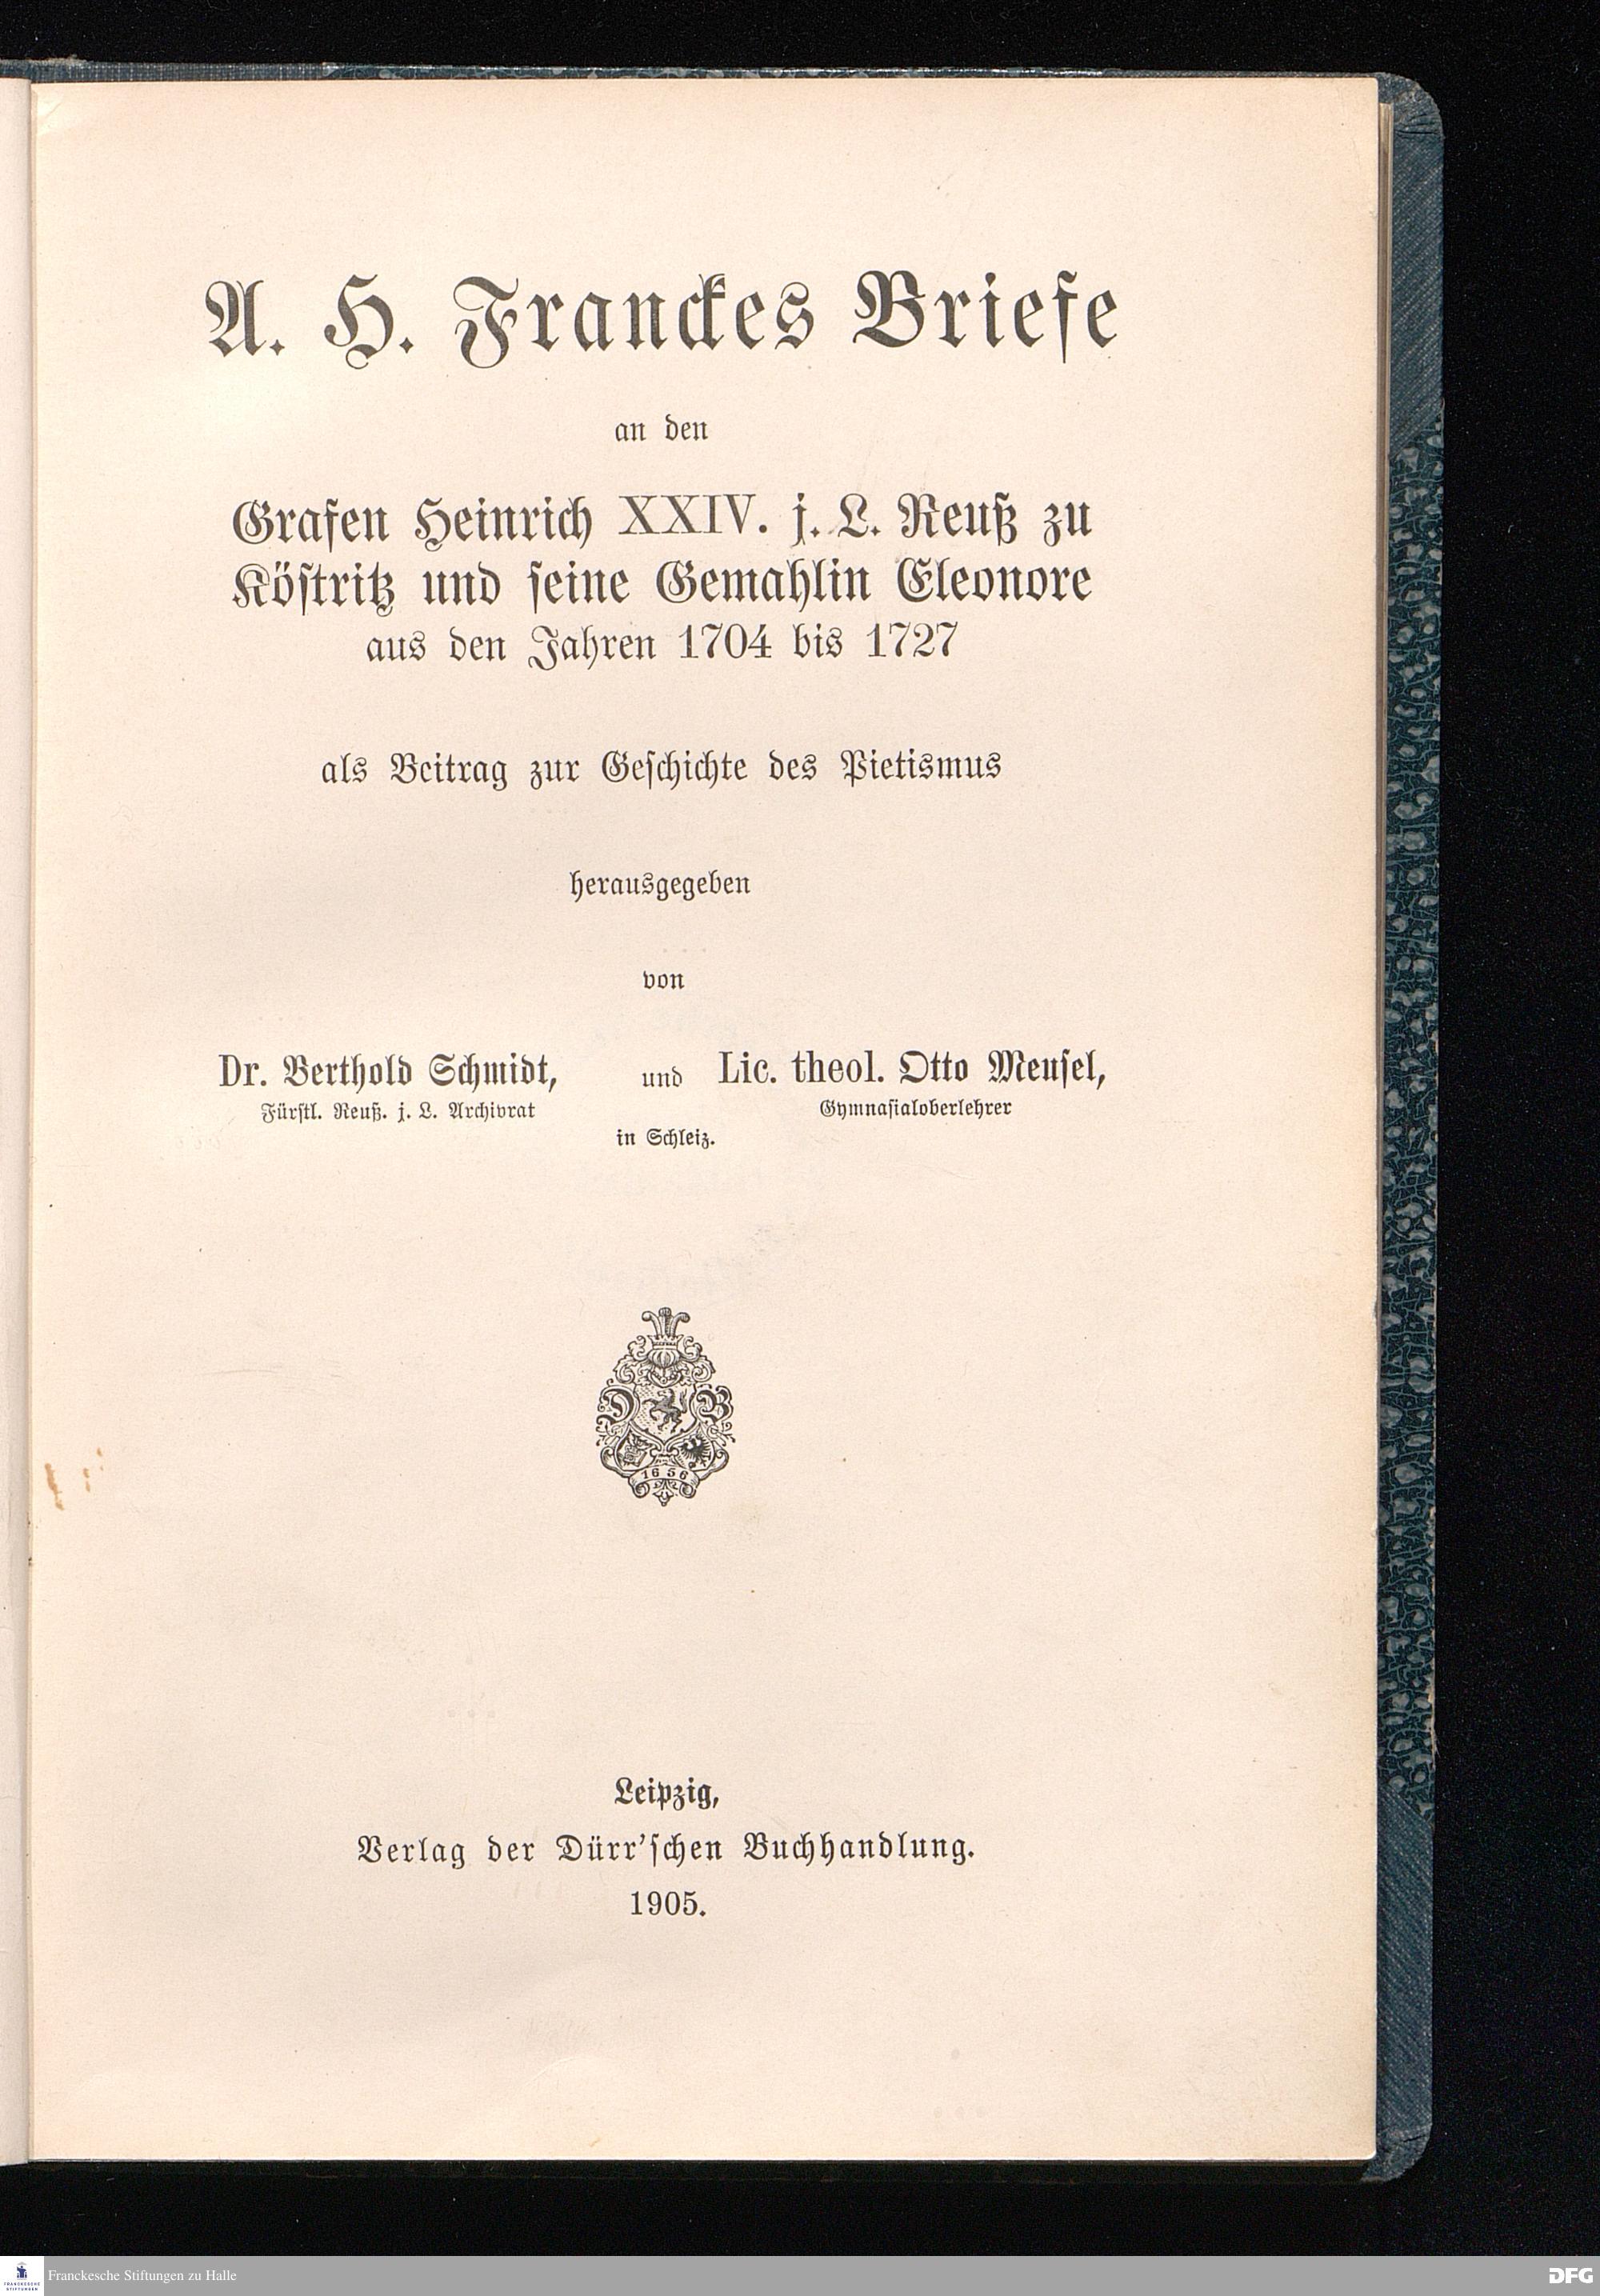 A. H. Franckes Briefe
an den
Grafen Heinrich XXIV. j. L. Reuß zu
Köstritz und seine Gemahlin Eleonore
aus den Jahren 1704 bis 1727
als Beitrag zur Geschichte des Pietismus
herausgegeben
von
Dr. Berthold Schmidt, und Lic. theol. Otto Meusel,
Fürstl. Reuß. j. L. Archivrat Gymnasialoberlehrer
in Schleiz.
D B
1656
Leipzig,
Verlag der Dürr'schen Buchhandlung.
1905.
FRANCKESCHE
STIFTUNGEN
Franckesche Stiftungen zu Halle
DFG